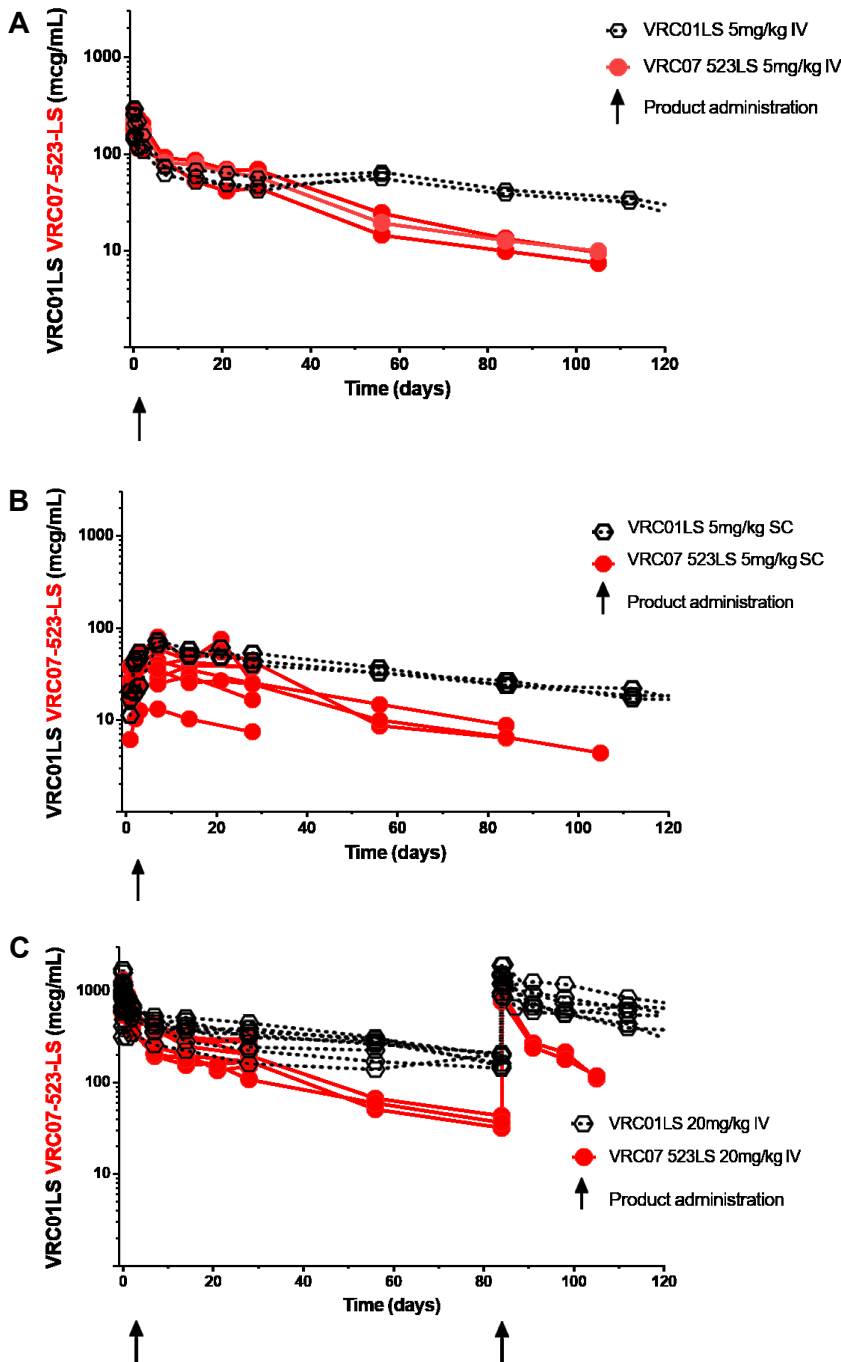 A
VRC01LS VRC07-523-LS (mcg/mL)
1000
100
10
0 20 40 60 80 100 120
Time (days)
VRC01LS 5mg/kg IV
VRC07 523LS 5mg/kg IV
Product administration
B
VRC01LS VRC07-523-LS (mcg/mL)
1000
100
10
0 20 40 60 80 100 120
Time (days)
VRC01LS 5mg/kg SC
VRC07 523LS 5mg/kg SC
Product administration
C
VRC01LS VRC07-523-LS (mcg/mL)
1000
100
10
0 20 40 60 80 100 120
Time (days)
VRC01LS 20mg/kg IV
VRC07 523LS 20mg/kg IV
Product administration